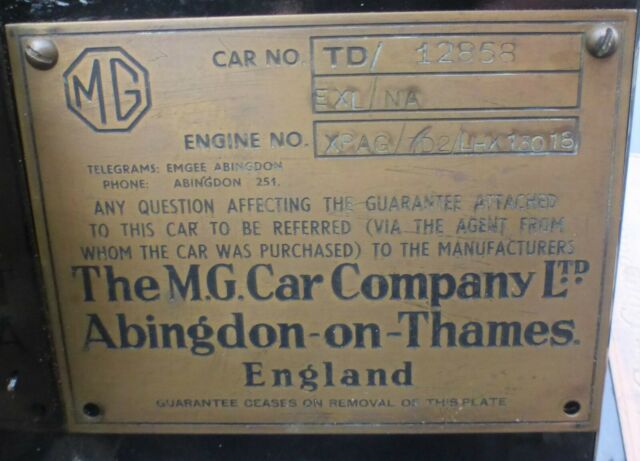 MG
CAR NO. TD/ 12858
EXL/NA
ENGINE NO. XPAG/TD2/LHX13016
TELEGRAMS: EMGEE ABINGDON
PHONE: ABINGDON 251.
ANY QUESTION AFFECTING THE GUARANTEE ATTACHED
TO THIS CAR TO BE REFERRED (VIA THE AGENT FROM
WHOM THE CAR WAS PURCHASED) TO THE MANUFACTURERS
The M.G. Car Company LTD
Abingdon-on-Thames.
England
GUARANTEE CEASES ON REMOVAL OF THIS PLATE